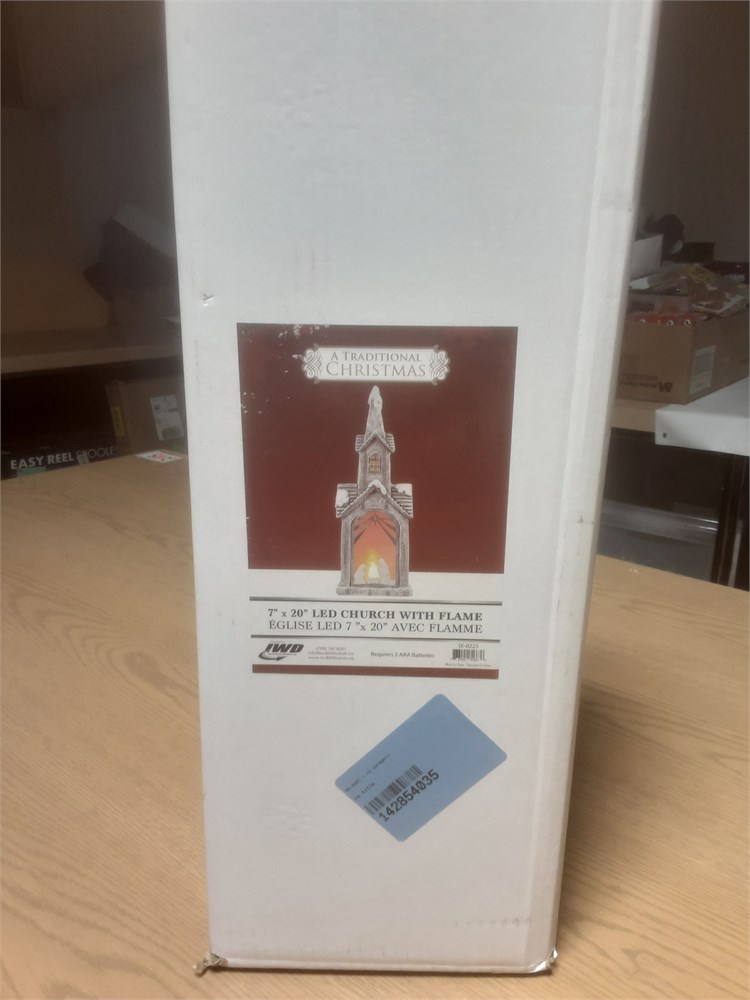 A TRADITIONAL
CHRISTMAS
7" x 20" LED CHURCH WITH FLAME
ÉGLISE LED 7 "x 20" AVEC FLAMME
IWD
Requires 2 AAA Batteries
142854035
EASY REEL SPOOLE